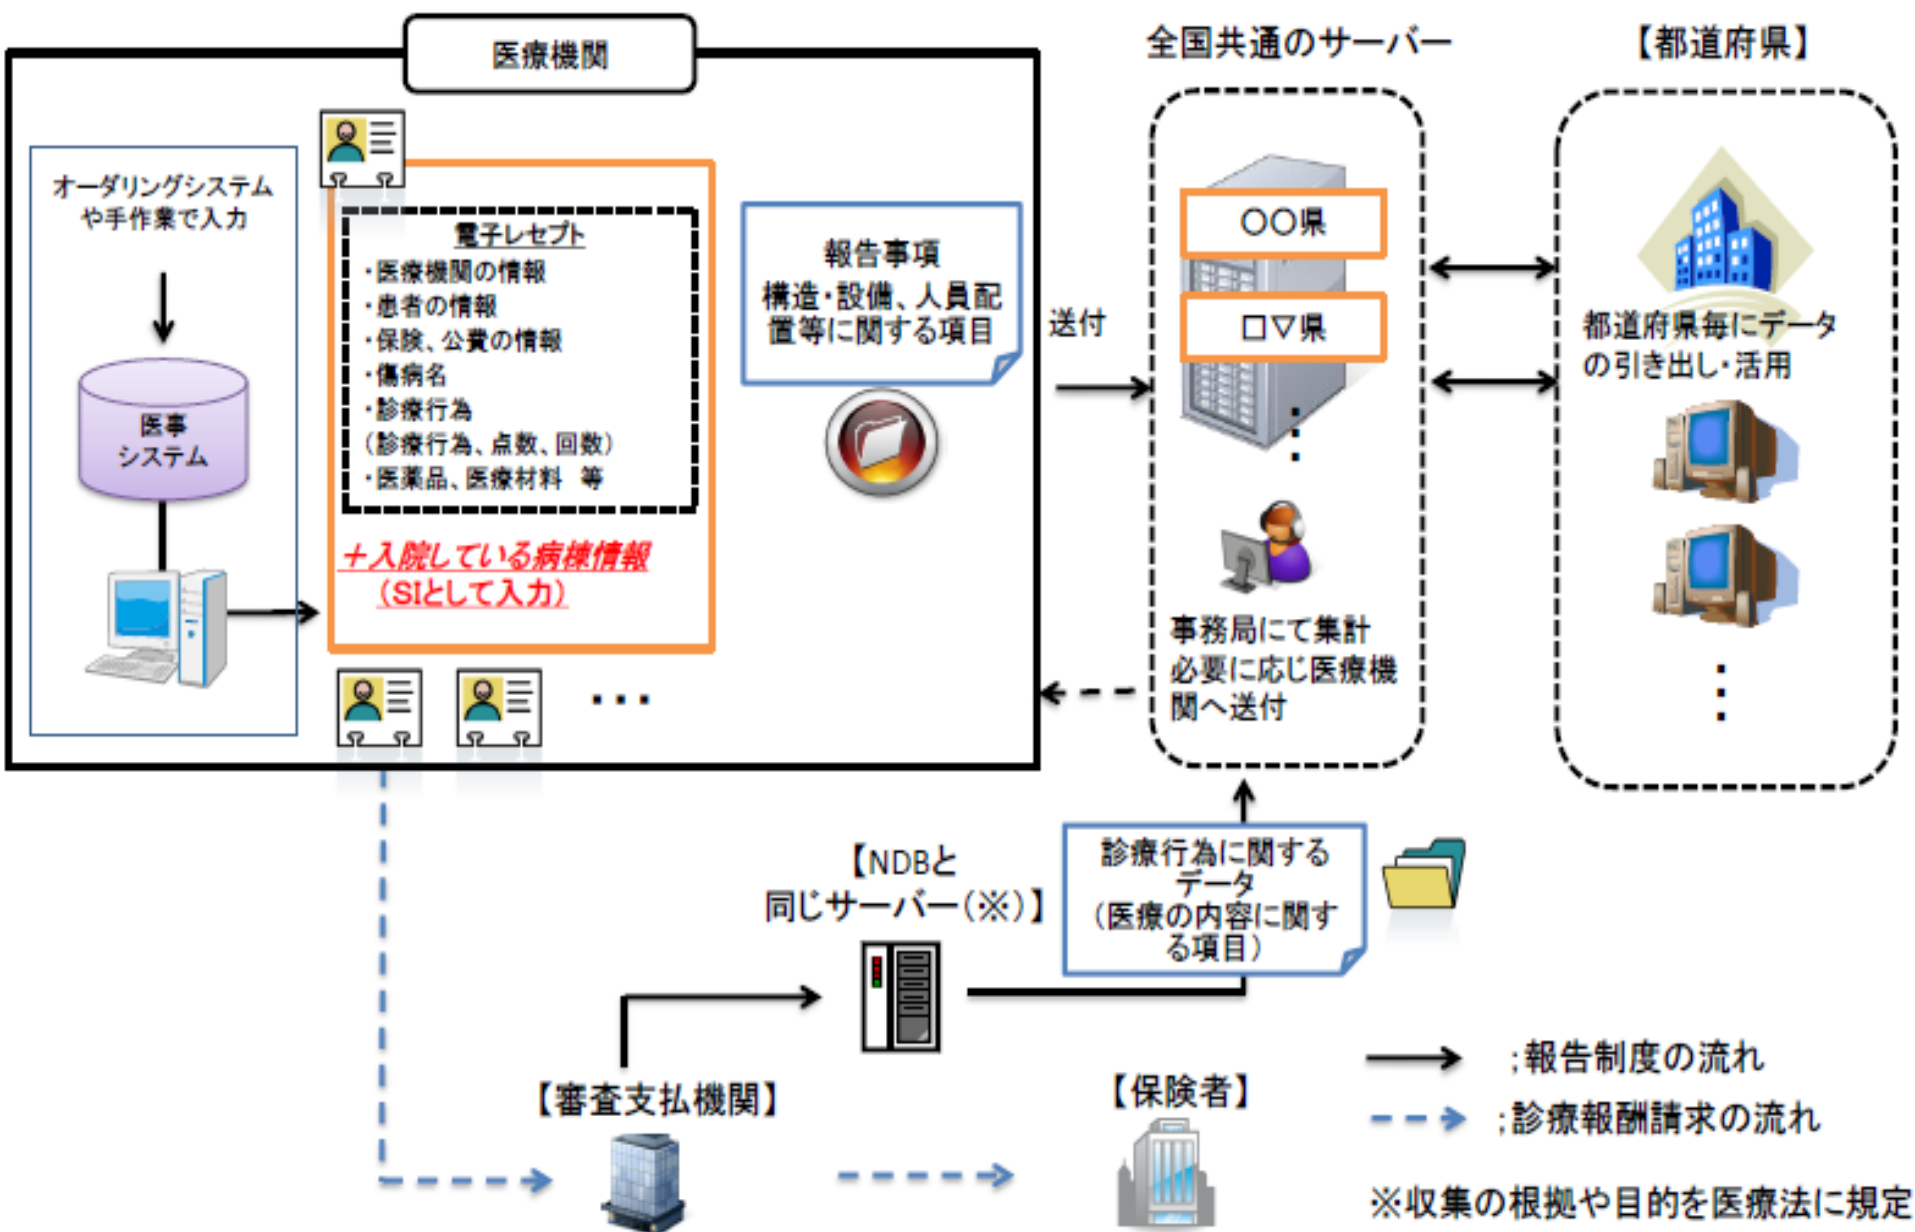 医療機関
オーダリングシステム
や手作業で入力
医事
システム
電子レセプト
・医療機関の情報
・患者の情報
・保険、公費の情報
・傷病名
・診療行為
(診療行為、点数、回数)
・医薬品、医療材料 等
＋入院している病棟情報
(SIとして入力)
・・・
報告事項
構造・設備、人員配
置等に関する項目
送付
全国共通のサーバー
〇〇県
□▽県
事務局にて集計
必要に応じ医療機
関へ送付
【都道府県】
都道府県毎にデータ
の引き出し・活用
【NDBと
同じサーバー(※)】
診療行為に関する
データ
(医療の内容に関す
る項目)
【審査支払機関】
【保険者】
;報告制度の流れ
;診療報酬請求の流れ
※収集の根拠や目的を医療法に規定